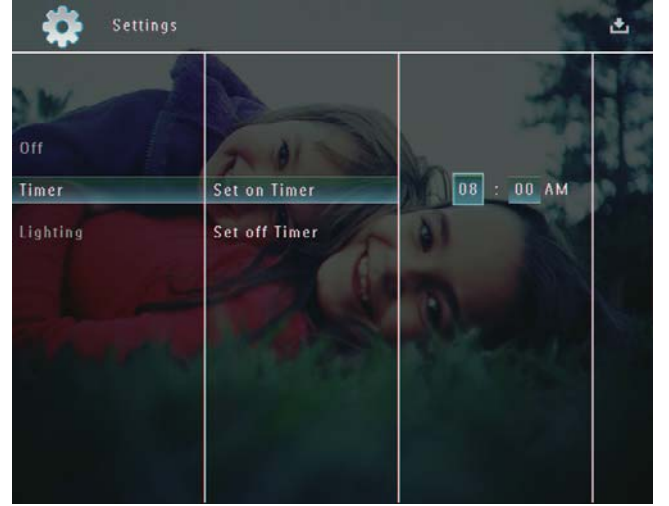 Settings
Off
Timer Set on Timer 08 : 00 AM
Lighting Set off Timer